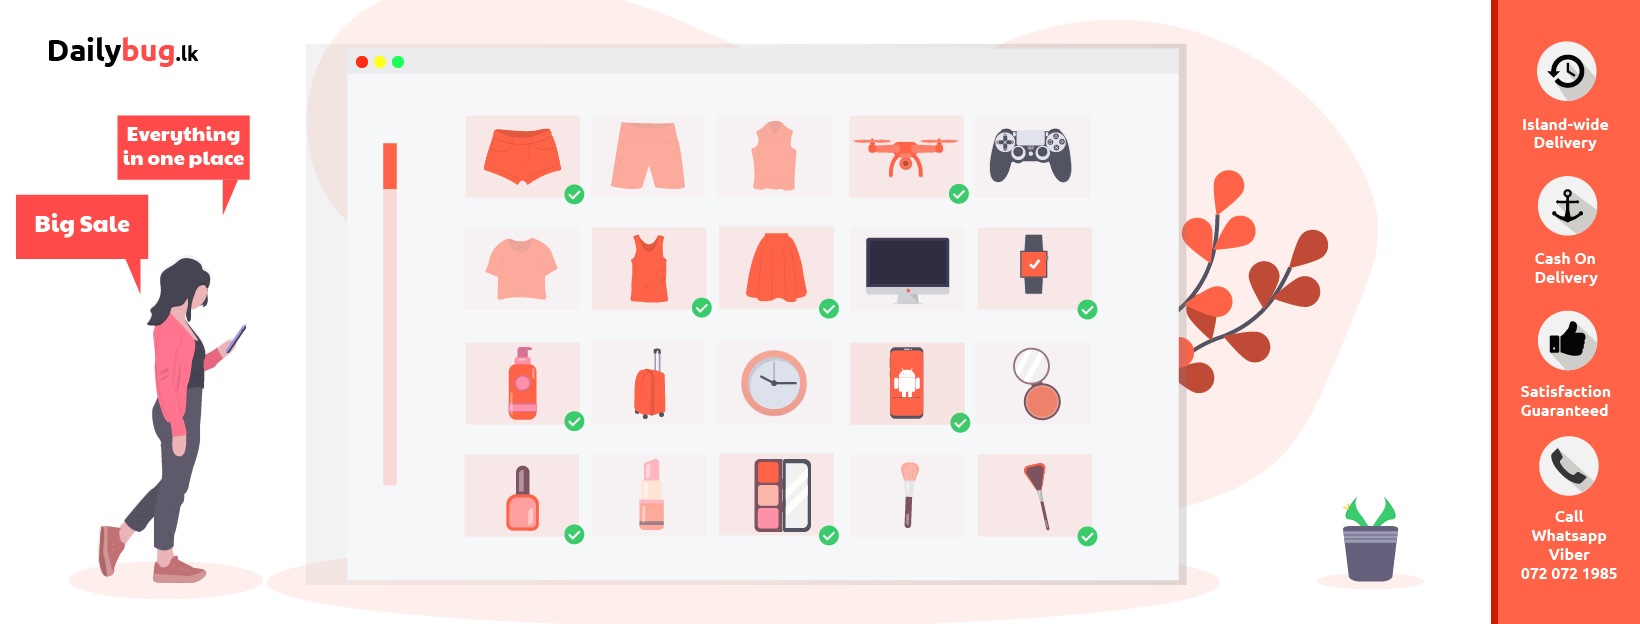 Dailybug.lk
Everything
in one place
Big Sale
Island-wide
Delivery
Cash On
Delivery
Satisfaction
Guaranteed
Call
Whatsapp
Viber
072 072 1985